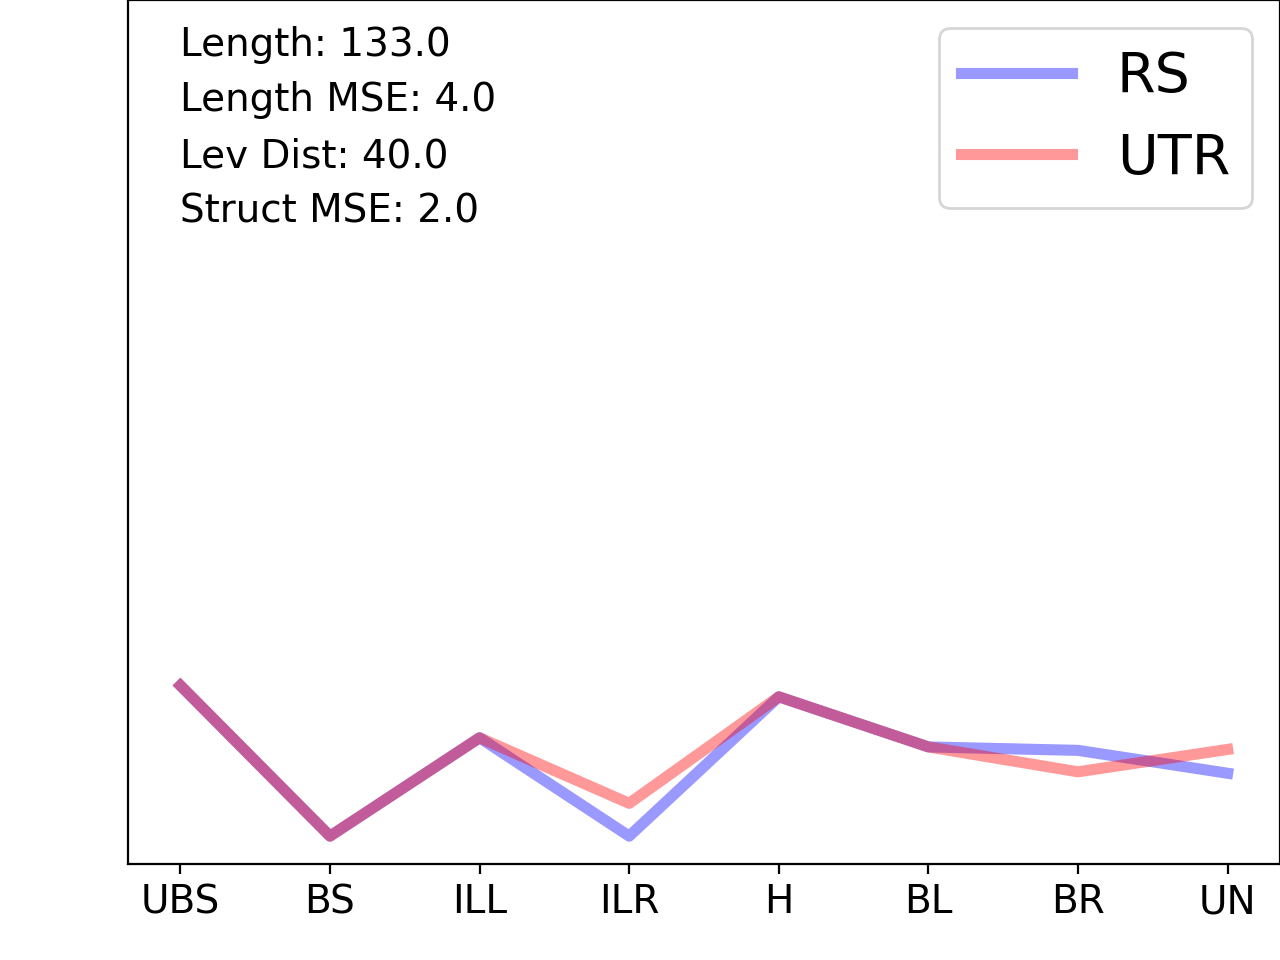 Length: 133.0
Length MSE: 4.0
Lev Dist: 40.0
Struct MSE: 2.0
RS
UTR
UBS BS ILL ILR H BL BR UN